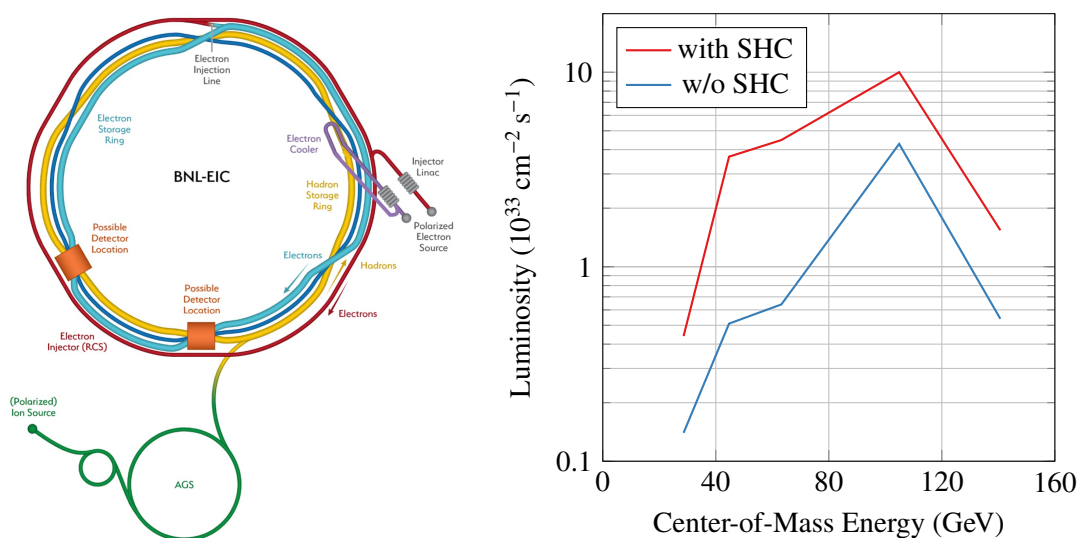 Electron
Injection
Line
Electron
Storage
Ring
Electron
Cooler
Injector
Linac
BNL-EIC
Hadron
Storage
Ring
Polarized
Electron
Source
Possible
Detector
Location
Electrons
Hadrons
Possible
Detector
Location
Electrons
Electron
Injector (RCS)
(Polarized)
Ion Source
AGS
with SHC
w/o SHC
Luminosity (10³³ cm⁻² s⁻¹)
10
1
0.1
0 40 80 120 160
Center-of-Mass Energy (GeV)